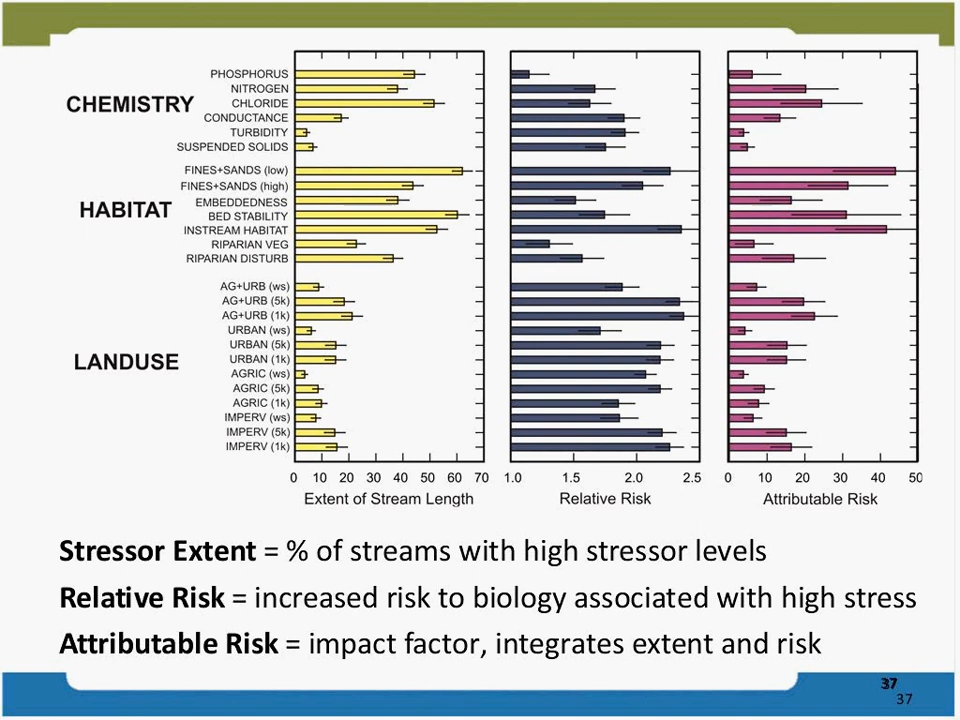 CHEMISTRY
PHOSPHORUS
NITROGEN
CHLORIDE
CONDUCTANCE
TURBIDITY
SUSPENDED SOLIDS
HABITAT
FINES+SANDS (low)
FINES+SANDS (high)
EMBEDDEDNESS
BED STABILITY
INSTREAM HABITAT
RIPARIAN VEG
RIPARIAN DISTURB
LANDUSE
AG+URB (ws)
AG+URB (5k)
AG+URB (1k)
URBAN (ws)
URBAN (5k)
URBAN (1k)
AGRIC (ws)
AGRIC (5k)
AGRIC (1k)
IMPERV (ws)
IMPERV (5k)
IMPERV (1k)
0 10 20 30 40 50 60 70
Extent of Stream Length
1.0 1.5 2.0 2.5
Relative Risk
0 10 20 30 40 50
Attributable Risk
Stressor Extent = % of streams with high stressor levels
Relative Risk = increased risk to biology associated with high stress
Attributable Risk = impact factor, integrates extent and risk
37
37